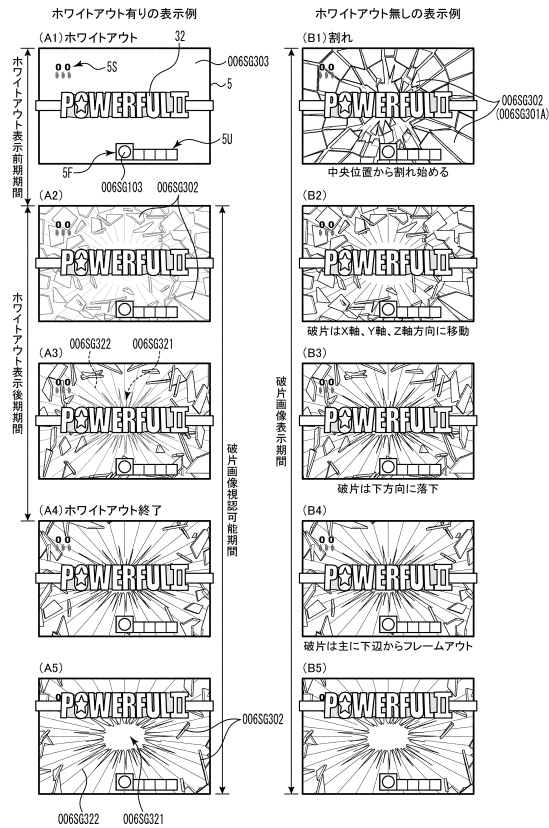 ホワイトアウト有りの表示例
ホワイトアウト無しの表示例
(A1)ホワイトアウト
32
006SG303
5S
5
POWERFULⅡ
5U
5F
006SG103
ホワイトアウト表示前期期間
(B1)割れ
006SG302
(006SG301A)
POWERFULⅡ
中央位置から割れ始める
(A2)
006SG302
POWERFULⅡ
(B2)
POWERFULⅡ
破片はX軸、Y軸、Z軸方向に移動
ホワイトアウト表示後期期間
(A3)
006SG322
006SG321
POWERFULⅡ
破片画像視認可能期間
破片画像表示期間
(B3)
POWERFULⅡ
破片は下方向に落下
(A4)ホワイトアウト終了
POWERFULⅡ
(B4)
POWERFULⅡ
破片は主に下辺からフレームアウト
(A5)
POWERFULⅡ
006SG302
006SG322
006SG321
(B5)
POWERFULⅡ